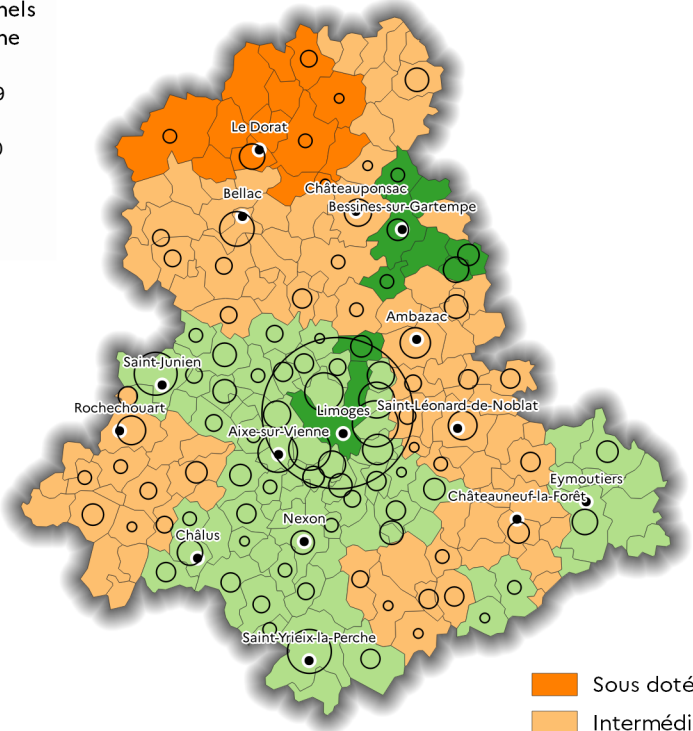 nels
ne
9
0
Le Dorat
Bellac
Châteauponsac
Bessines-sur-Gartempe
Ambazac
Saint-Junien
Rochechouart
Limoges
Saint-Léonard-de-Noblat
Aixe-sur-Vienne
Eymoutiers
Châteauneuf-la-Forêt
Nexon
Châlus
Saint-Yrieix-la-Perche
Sous doté
Intermédi